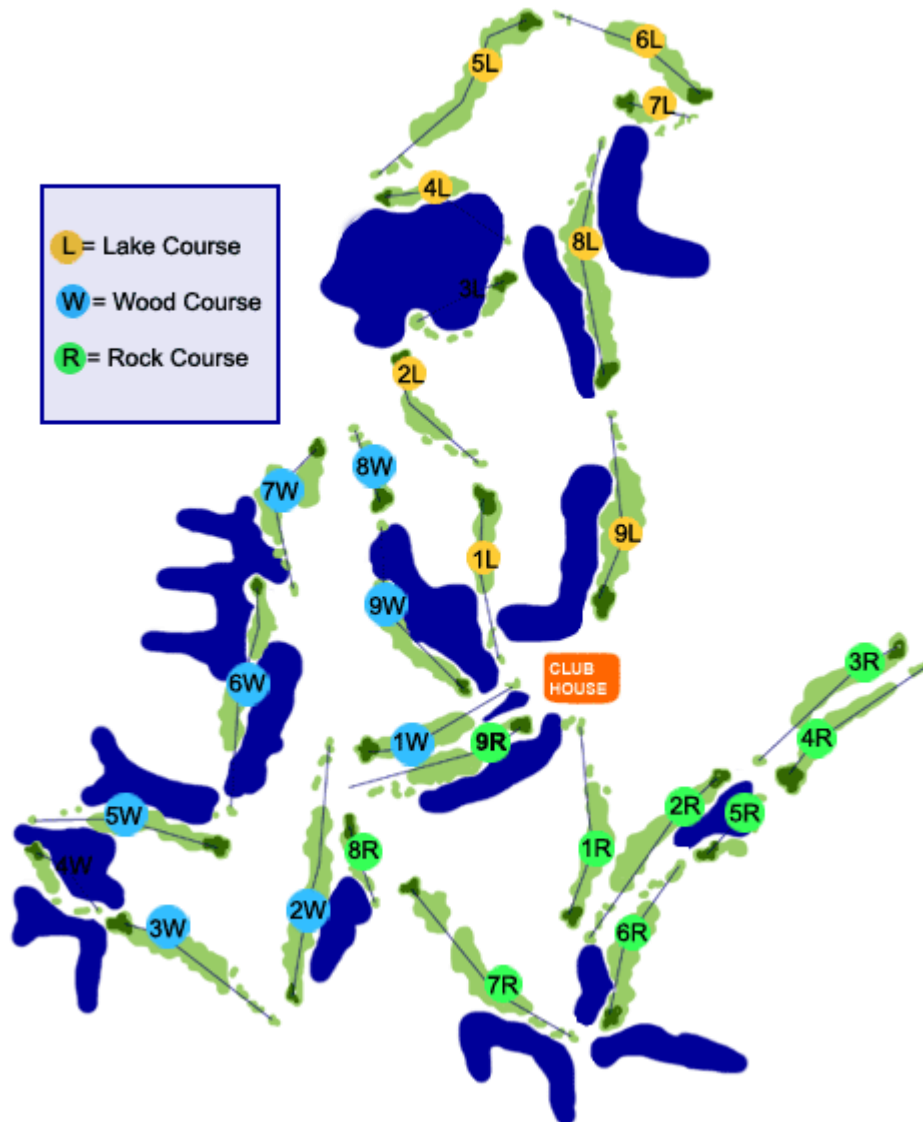 6L
5L
7L
4L
8L
L = Lake Course
3L
W = Wood Course
R = Rock Course
2L
8W
7W
9L
1L
9W
CLUB
HOUSE
3R
6W
4R
1W
9R
2R
5R
5W
8R
1R
4W
2W
3W
6R
7R